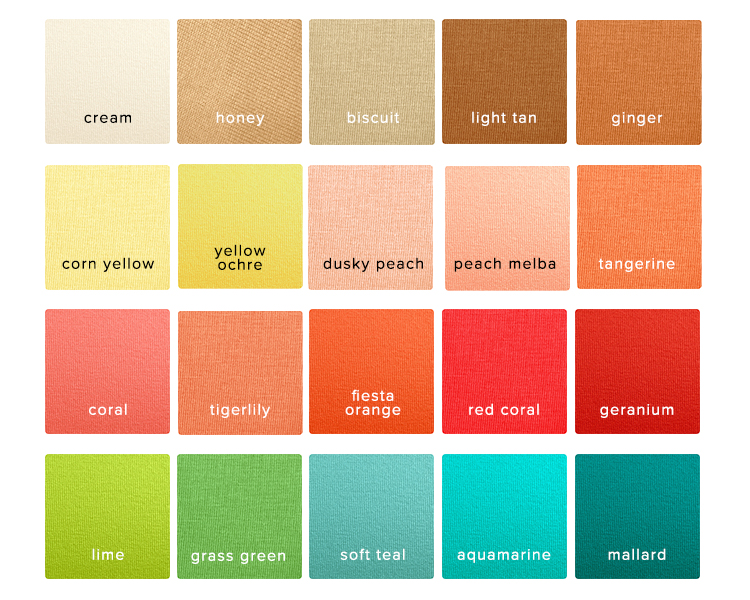 cream
honey
biscuit
light tan
ginger
corn yellow
yellow
ochre
dusky peach
peach melba
tangerine
coral
tigerlily
fiesta
orange
red coral
geranium
lime
grass green
soft teal
aquamarine
mallard